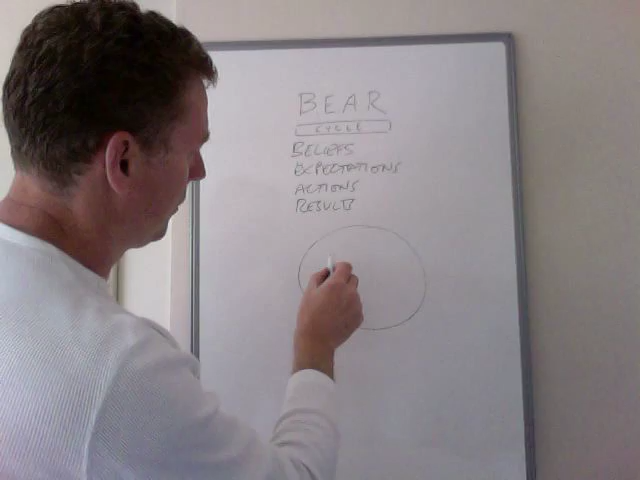 BEAR
CYCLE
BELIEFS
EXPECTATIONS
ACTIONS
RESULTS